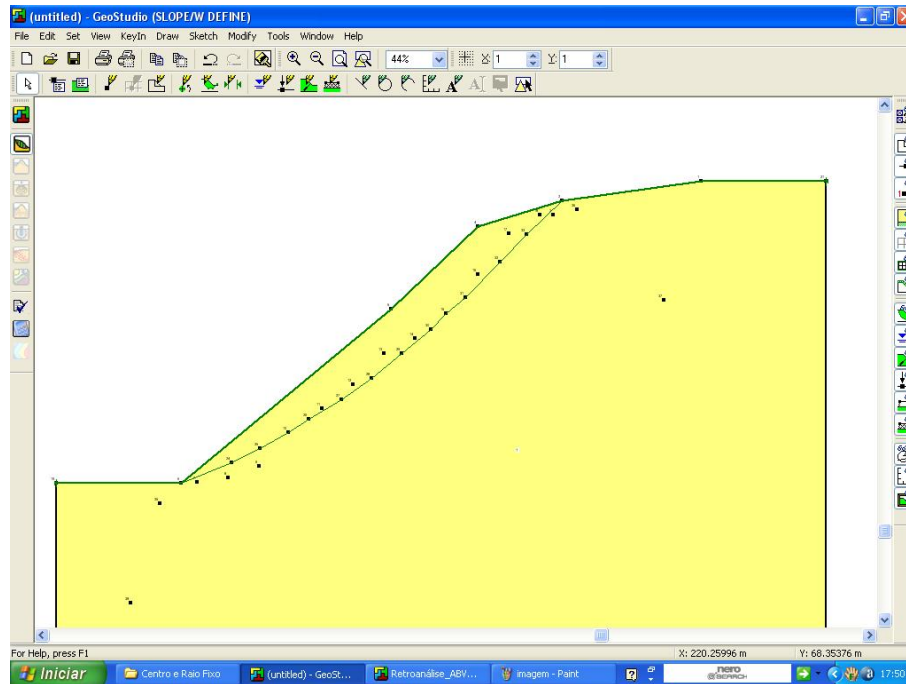 (untitled) - GeoStudio (SLOPE/W DEFINE)
File Edit Set View KeyIn Draw Sketch Modify Tools Window Help
44% X: 1 Y: 1
For Help, press F1 X: 220.25996 m Y: 68.35376 m
Iniciar Centro e Raio Fixo (untitled) - GeoSt... Retroanálise_ABV... imagem - Paint nero SEARCH 17:50